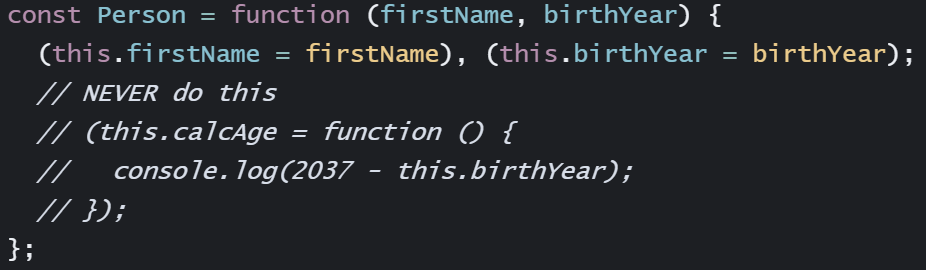 const Person = function (firstName, birthYear) {
  (this.firstName = firstName), (this.birthYear = birthYear);
  // NEVER do this
  // (this.calcAge = function () {
  //   console.log(2037 - this.birthYear);
  // });
};